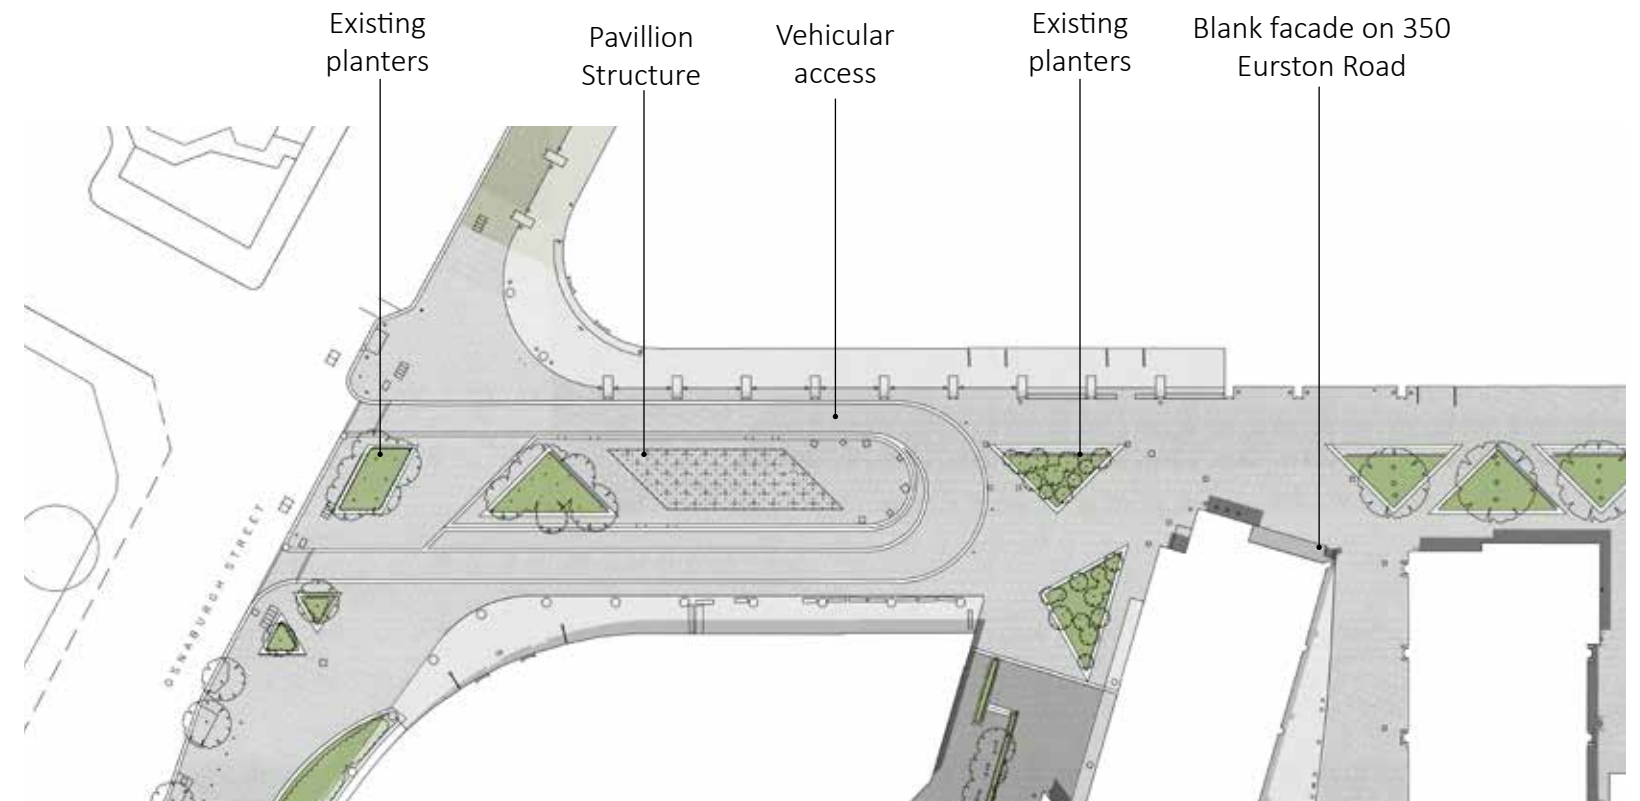 Existing
planters
Pavillion
Structure
Vehicular
access
Existing
planters
Blank facade on 350
Eurston Road
OSNABURGH STREET